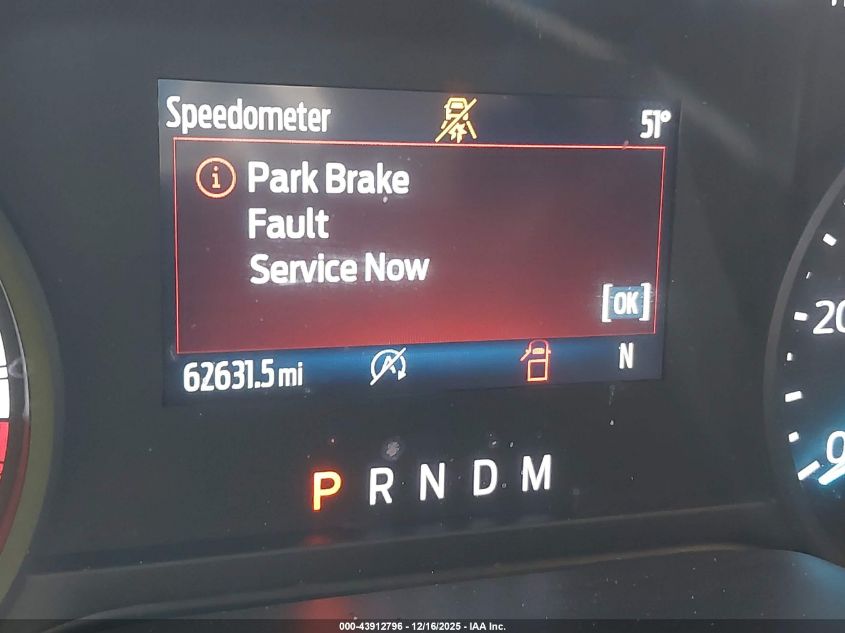 Speedometer 51°
Park Brake
Fault
Service Now
[OK]
62631.5 mi A N
P R N D M
20
0
000-43912796 - 12/16/2025 - IAA Inc.